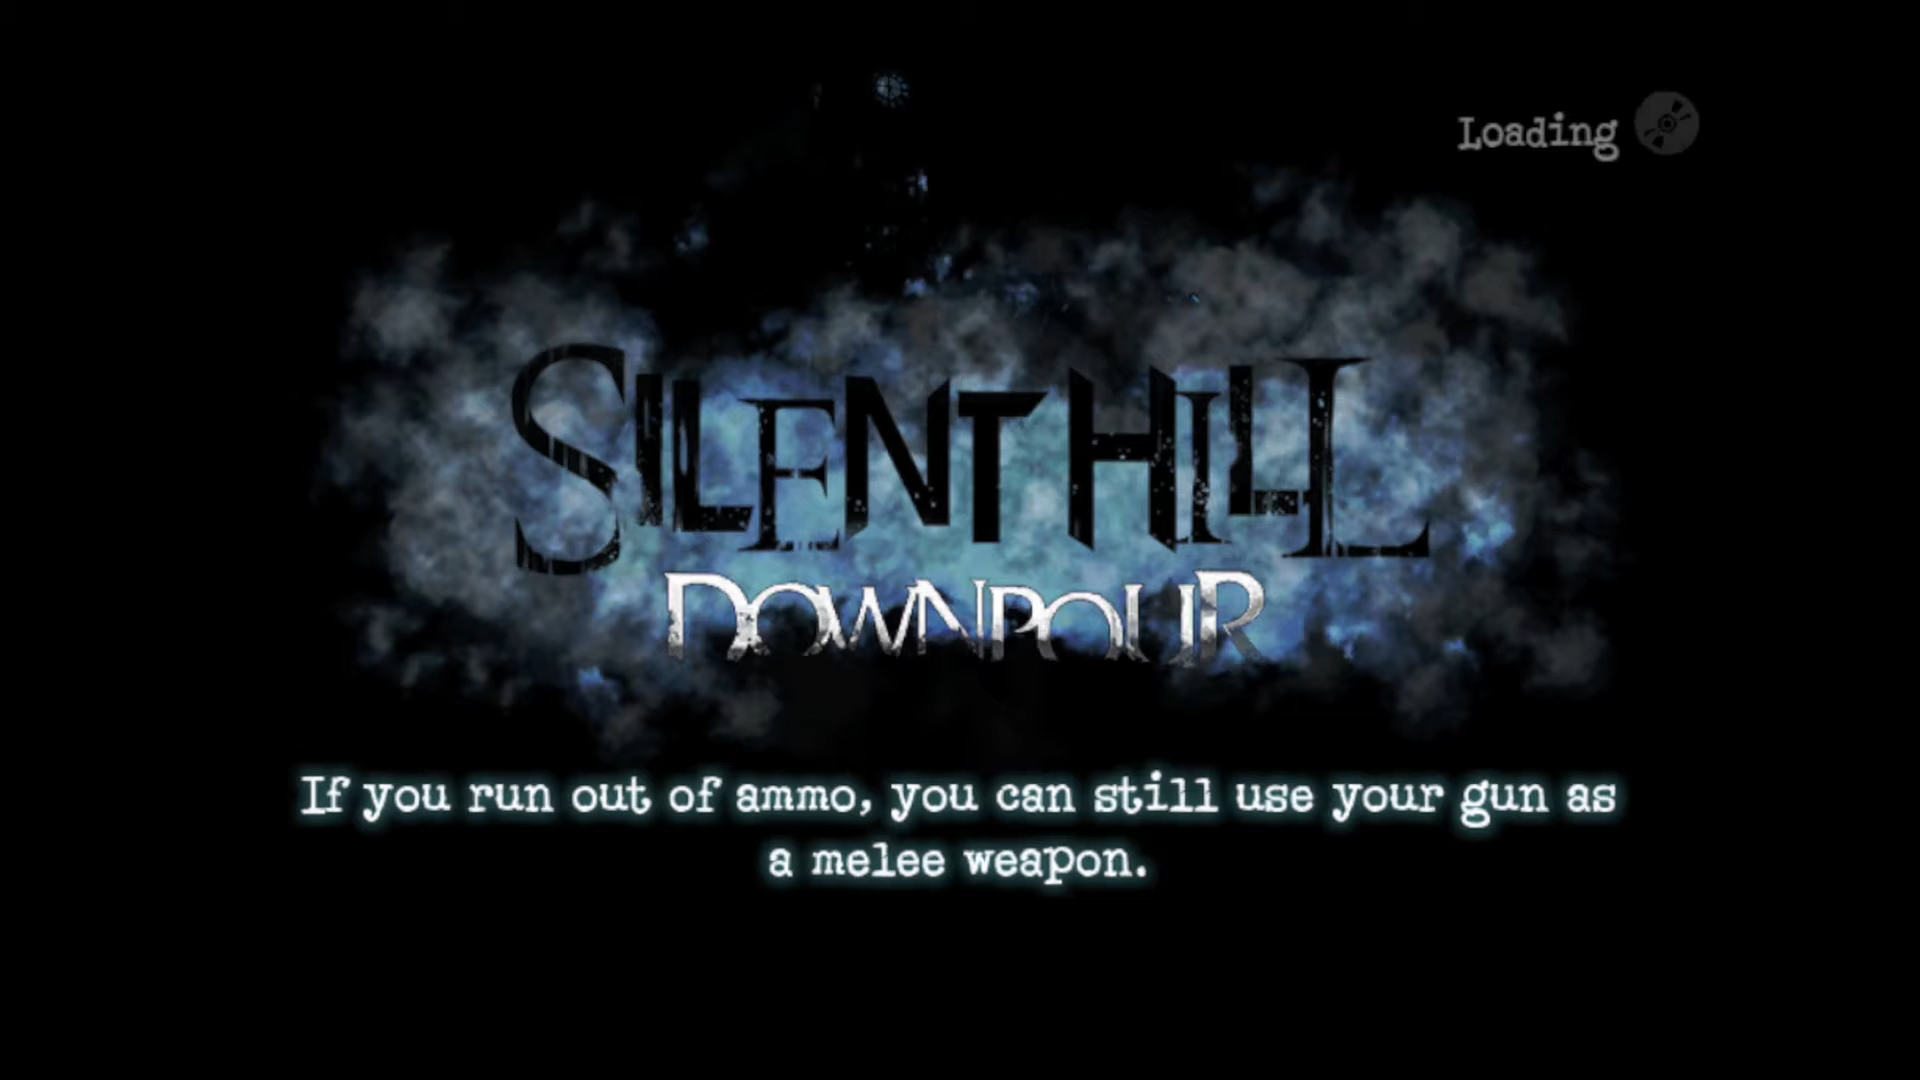 Loading
SILENT HILL
DOWNPOUR
If you run out of ammo, you can still use your gun as
a melee weapon.